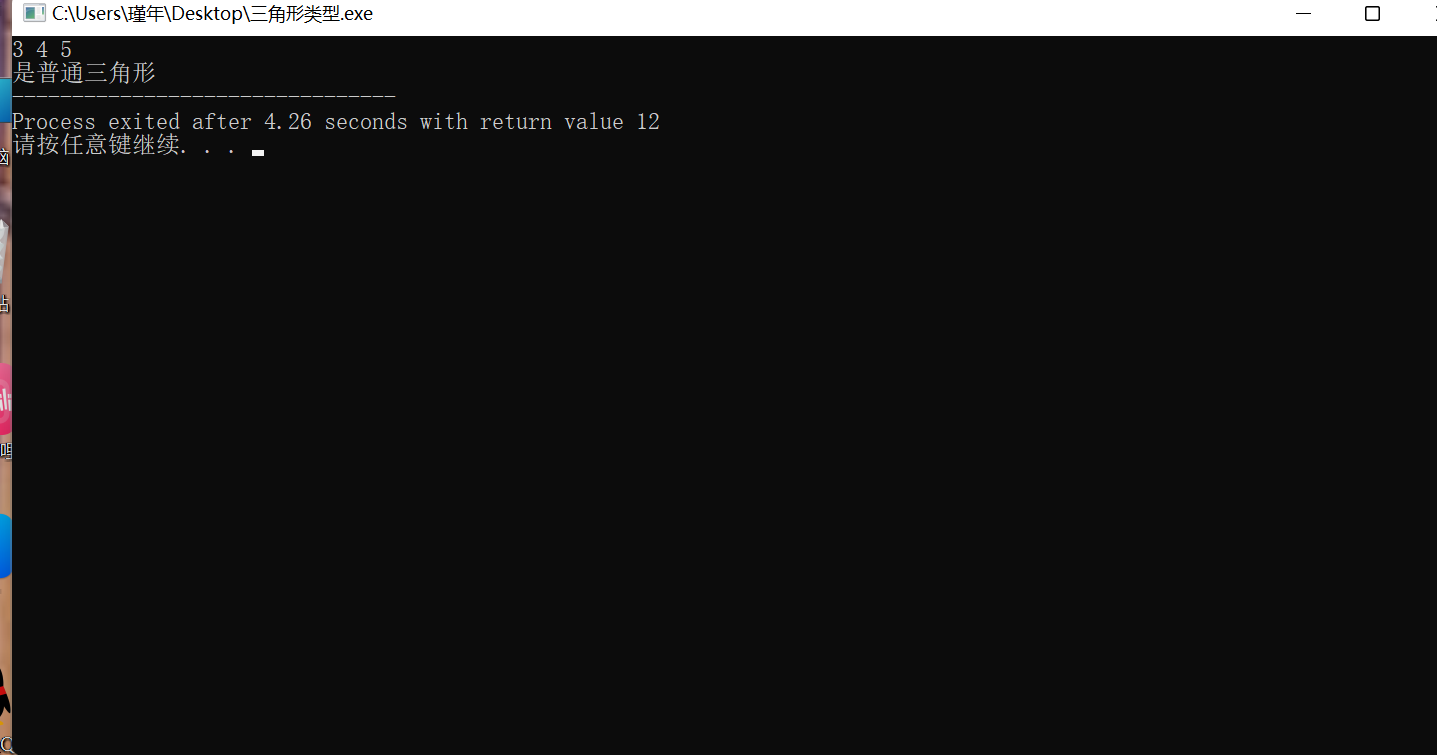 C:\Users\瑾年\Desktop\三角形类型.exe
3 4 5
是普通三角形
--------------------------------
Process exited after 4.26 seconds with return value 12
请按任意键继续. . .